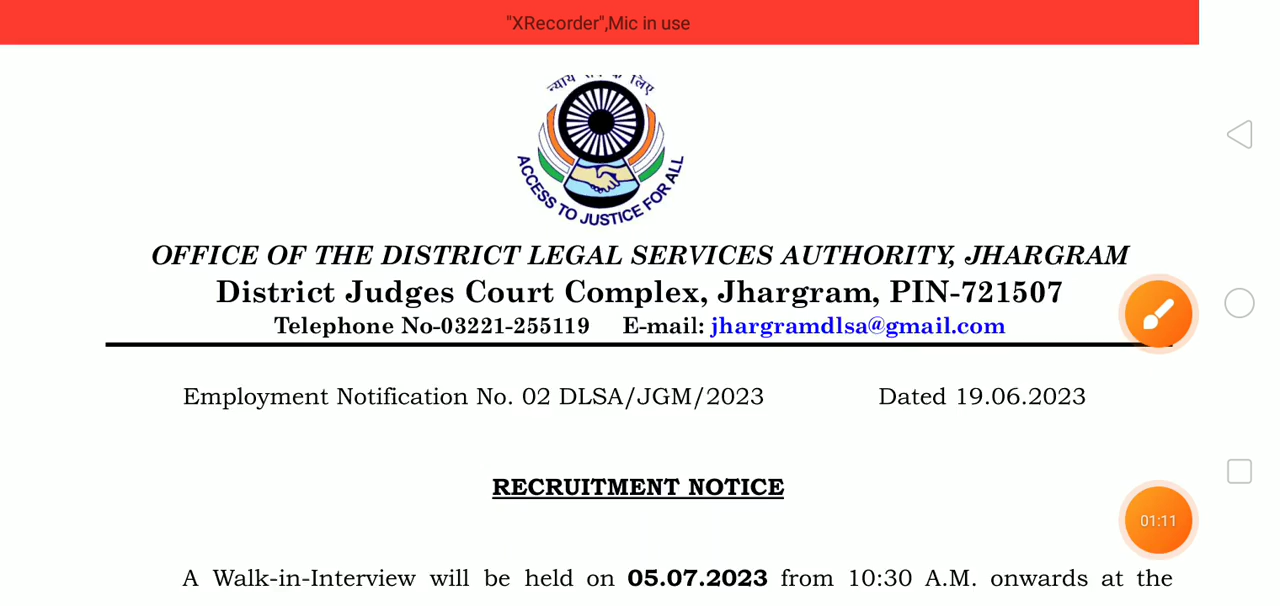 "XRecorder",Mic in use
ACCESS TO JUSTICE FOR ALL
OFFICE OF THE DISTRICT LEGAL SERVICES AUTHORITY, JHARGRAM
District Judges Court Complex, Jhargram, PIN-721507
Telephone No-03221-255119 E-mail: jhargramdlsa@gmail.com
Employment Notification No. 02 DLSA/JGM/2023 Dated 19.06.2023
RECRUITMENT NOTICE
01:11
A Walk-in-Interview will be held on 05.07.2023 from 10:30 A.M. onwards at the